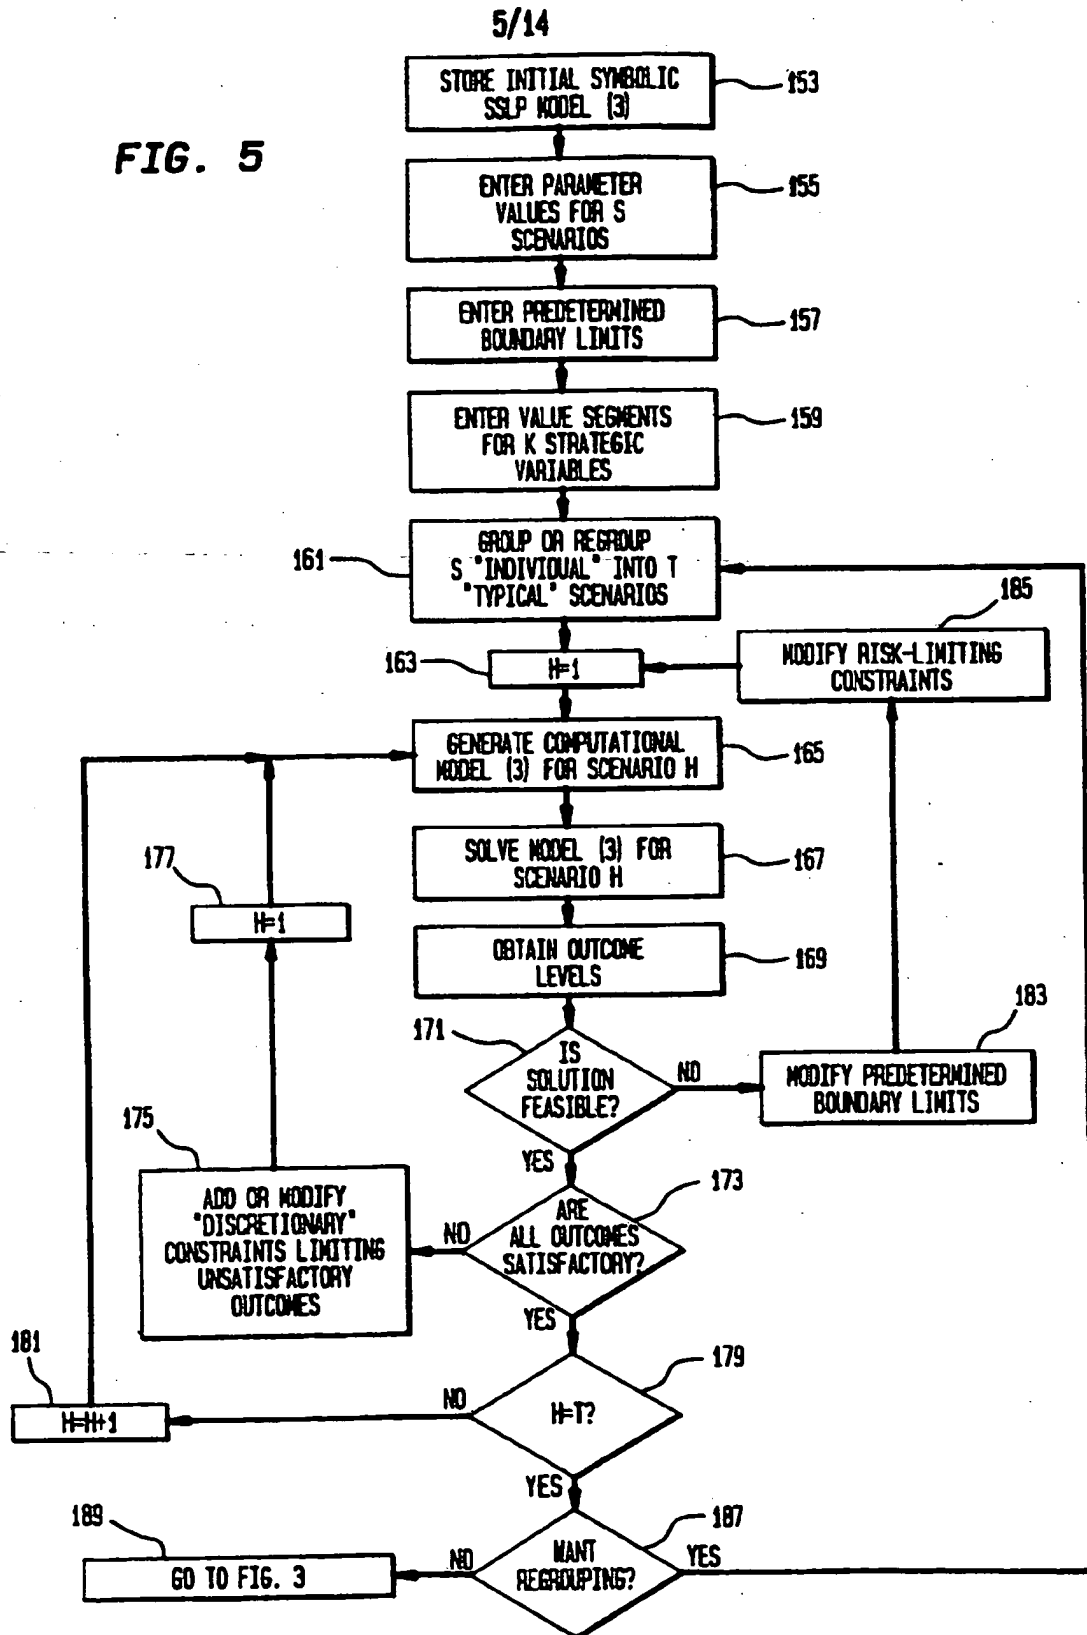 5/14
FIG. 5
STORE INITIAL SYMBOLIC
SSLP MODEL (3)
153
ENTER PARAMETER
VALUES FOR S
SCENARIOS
155
ENTER PREDETERMINED
BOUNDARY LIMITS
157
ENTER VALUE SEGMENTS
FOR K STRATEGIC
VARIABLES
159
GROUP OR REGROUP
S "INDIVIDUAL" INTO T
"TYPICAL" SCENARIOS
161
163
H=1
185
MODIFY RISK-LIMITING
CONSTRAINTS
GENERATE COMPUTATIONAL
MODEL (3) FOR SCENARIO H
165
SOLVE MODEL (3) FOR
SCENARIO H
167
177
H=1
OBTAIN OUTCOME
LEVELS
169
171
IS
SOLUTION
FEASIBLE?
NO
YES
183
MODIFY PREDETERMINED
BOUNDARY LIMITS
175
ADD OR MODIFY
"DISCRETIONARY"
CONSTRAINTS LIMITING
UNSATISFACTORY
OUTCOMES
NO
ARE
ALL OUTCOMES
SATISFACTORY?
173
YES
181
H=H+1
NO
H=T?
179
YES
189
GO TO FIG. 3
NO
WANT
REGROUPING?
187
YES